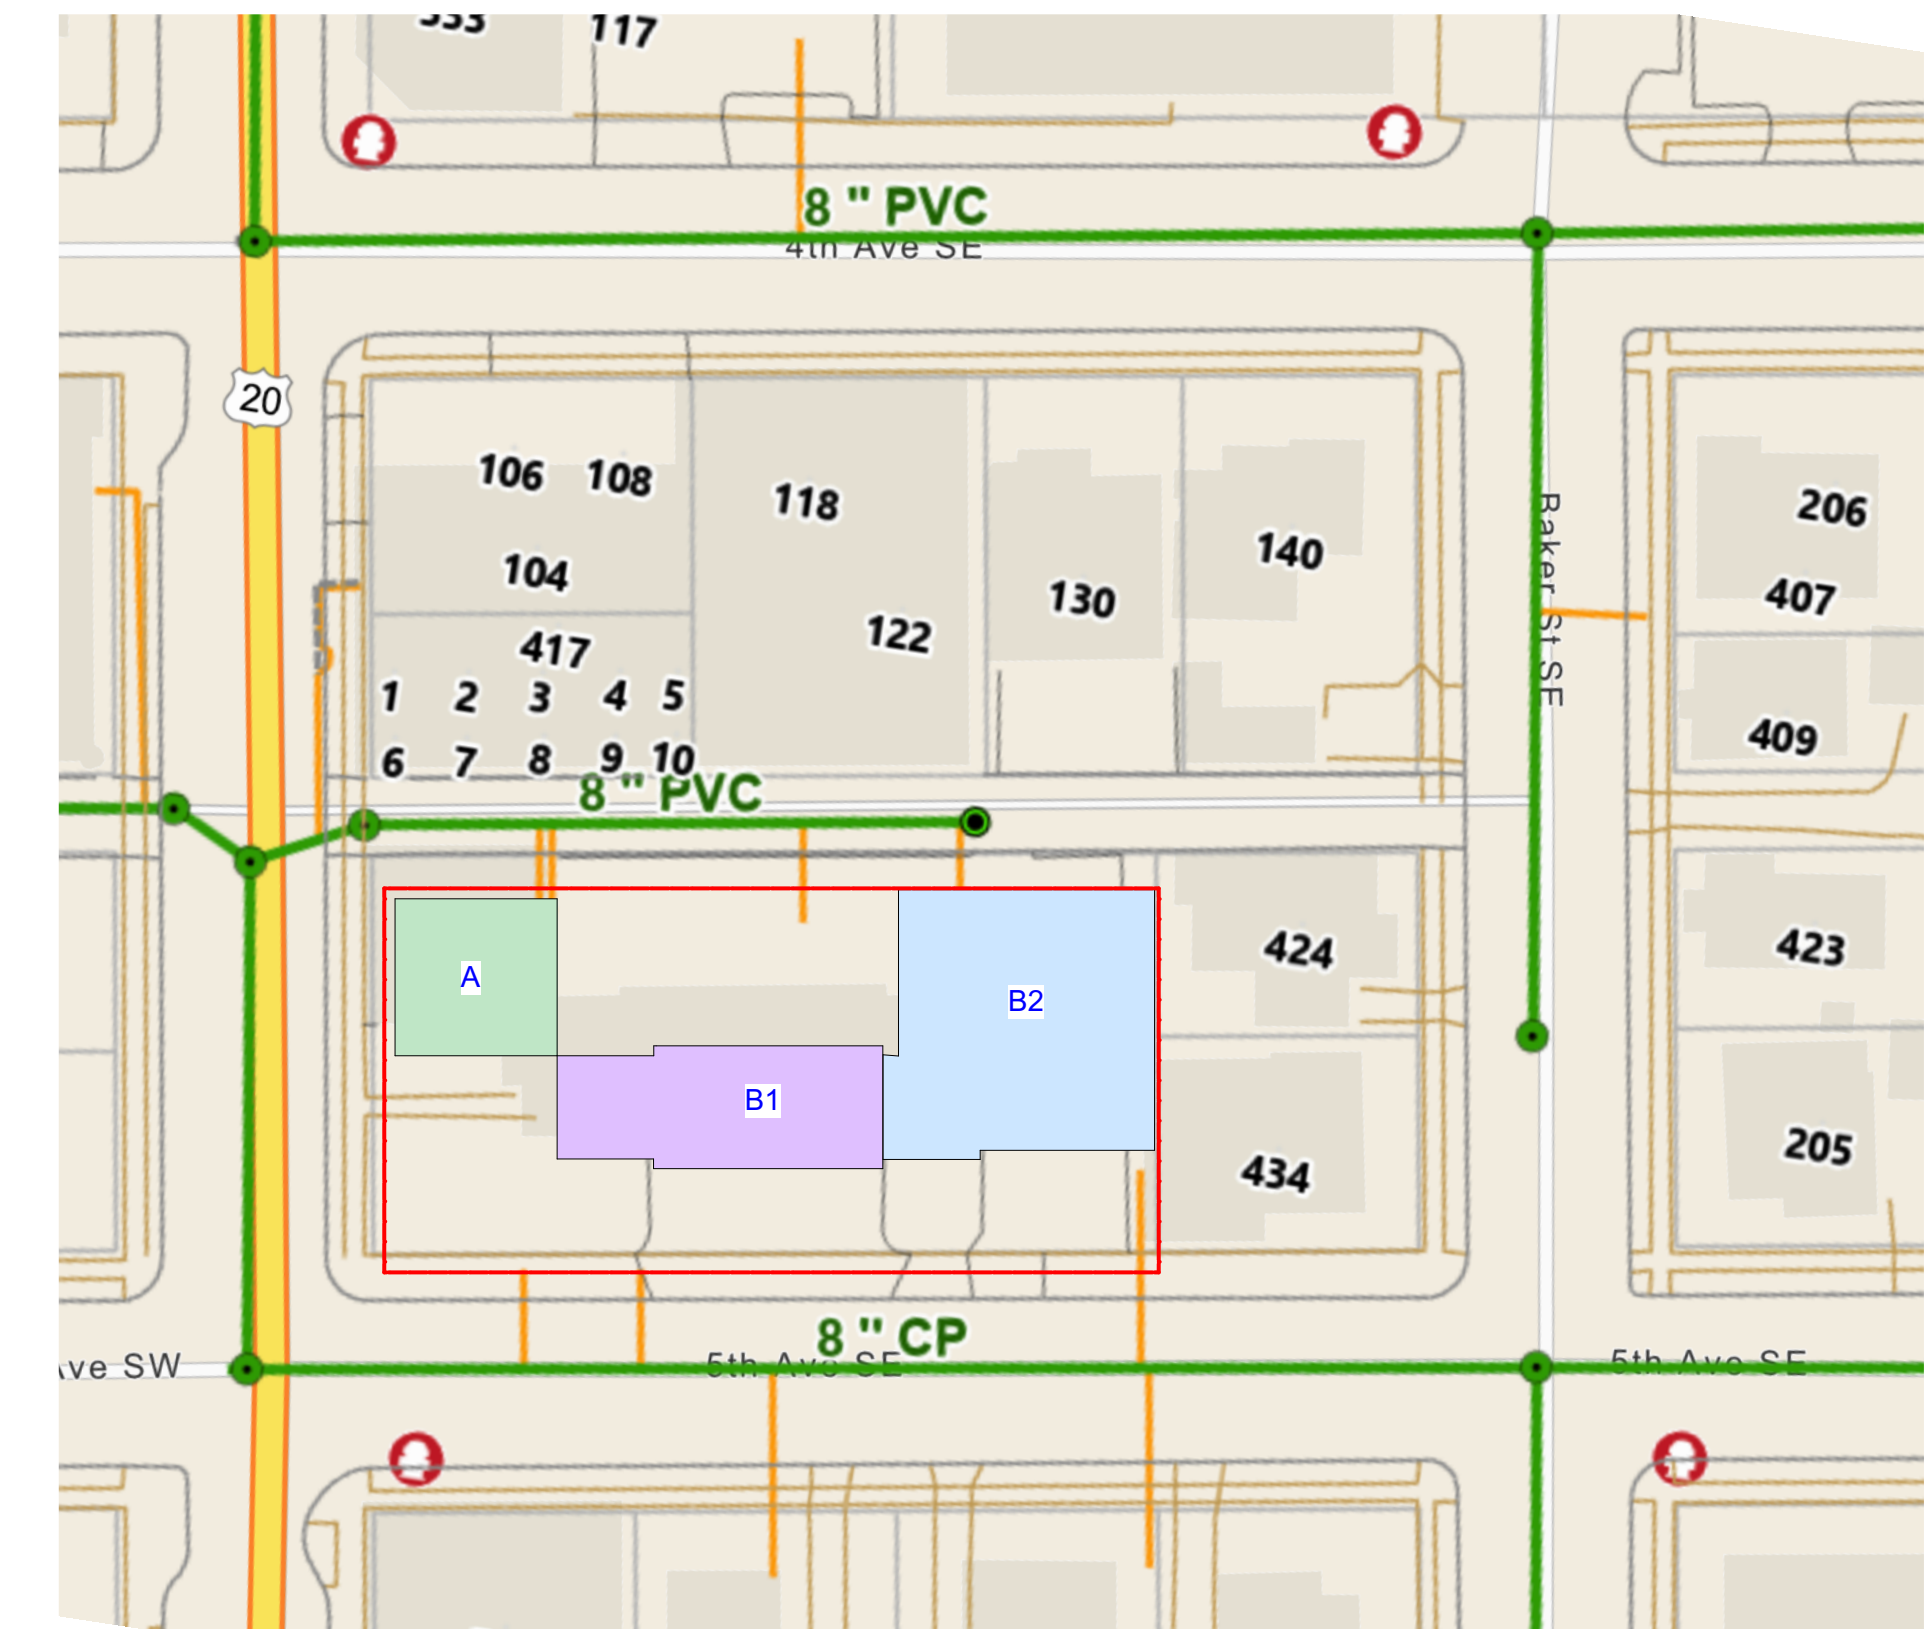 333 117
8 " PVC
4th Ave SE
20
106 108
118
104
140
130
122
417
1 2 3 4 5
6 7 8 9 10
206
407
409
Baker St SE
8 " PVC
A
B2
B1
424
423
434
205
8 " CP
Ave SW
5th Ave SE
5th Ave SE